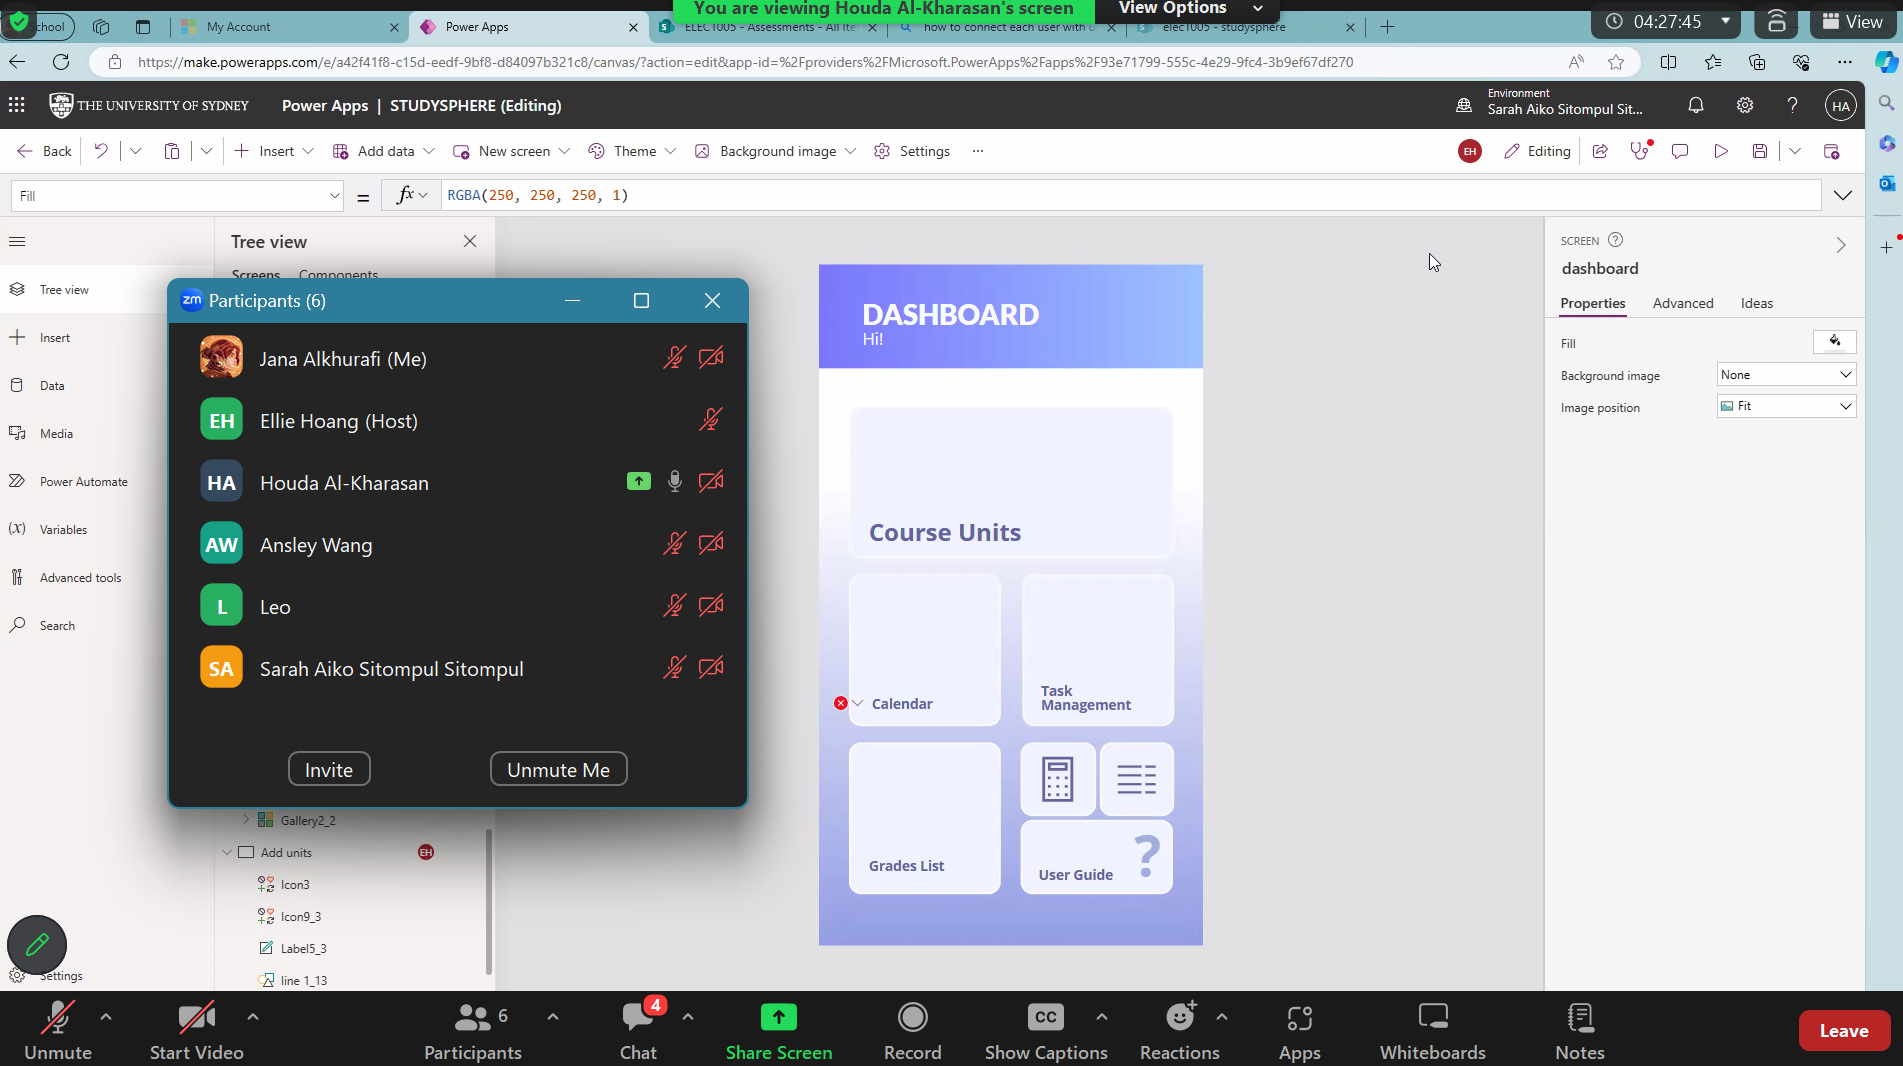 You are viewing Houda Al-Kharasan's screen
View Options
04:27:45
View
School
My Account
Power Apps
ELEC1005 - Assessments - All Ite
how to connect each user with u
elec1005 - studysphere
https://make.powerapps.com/e/a42f41f8-c15d-eedf-9bf8-d84097b321c8/canvas/?action=edit&app-id=%2Fproviders%2FMicrosoft.PowerApps%2Fapps%2F93e71799-555c-4e29-9fc4-3b9ef67df270
THE UNIVERSITY OF SYDNEY
Power Apps | STUDYSPHERE (Editing)
Environment
Sarah Aiko Sitompul Sit...
HA
Back
Insert
Add data
New screen
Theme
Background image
Settings
EH
Editing
Fill
=
fx
RGBA(250, 250, 250, 1)
Tree view
Screens
Components
Tree view
Insert
Data
Media
Power Automate
Variables
Advanced tools
Search
Settings
zm
Participants (6)
Jana Alkhurafi (Me)
EH
Ellie Hoang (Host)
HA
Houda Al-Kharasan
AW
Ansley Wang
L
Leo
SA
Sarah Aiko Sitompul Sitompul
Invite
Unmute Me
Gallery2_2
Add units
EH
Icon3
Icon9_3
Label5_3
line 1_13
DASHBOARD
Hi!
Course Units
Calendar
Task
Management
Grades List
User Guide
?
SCREEN
dashboard
Properties
Advanced
Ideas
Fill
Background image
None
Image position
Fit
Unmute
Start Video
6
Participants
4
Chat
Share Screen
Record
CC
Show Captions
Reactions
Apps
Whiteboards
Notes
Leave